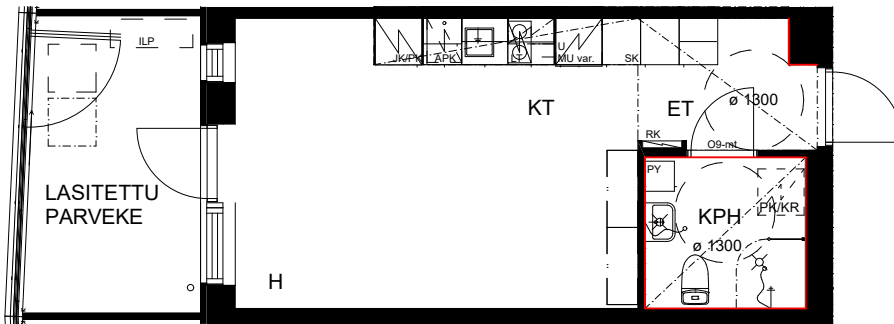 ILP
JK/PK
APK
U
MU var.
SK
KT
ET
ø 1300
RK
O9-mt
LASITETTU
PARVEKE
PY
KPH
PK/KR
ø 1300
H